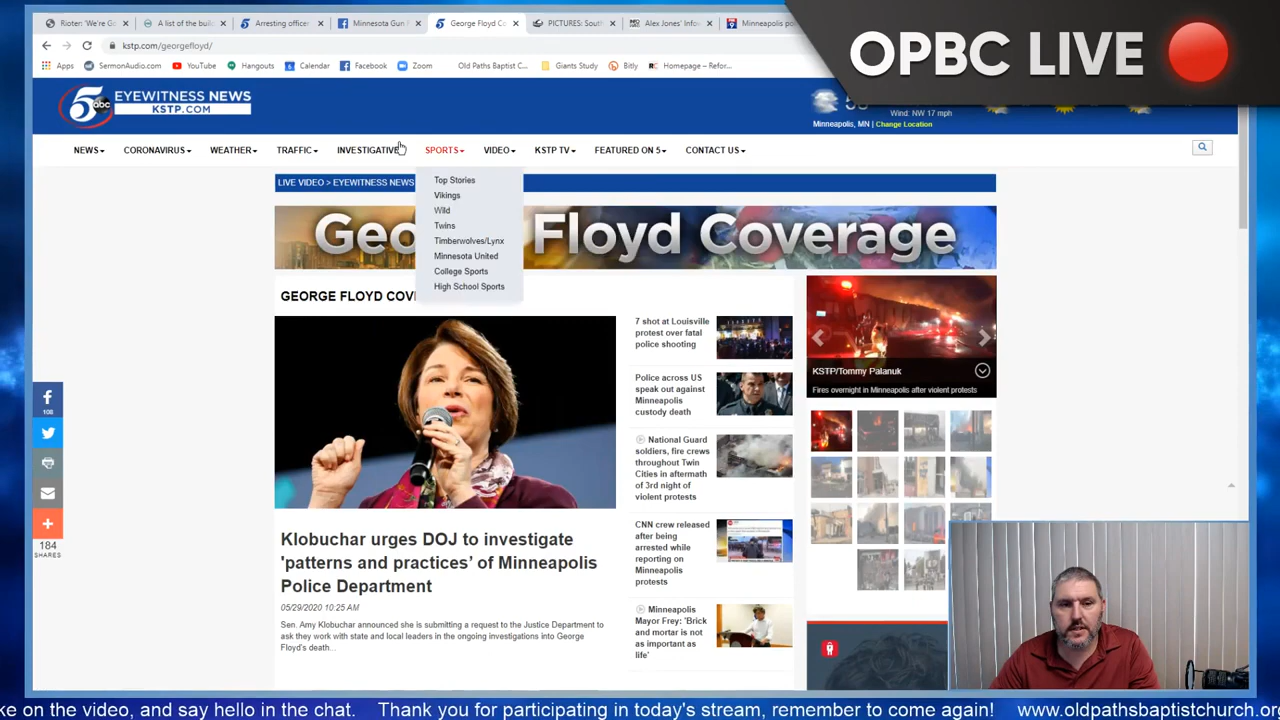 Rioter: 'We're G
A list of the build
Arresting officer
Minnesota Gun
George Floyd Co
PICTURES: Sout
Alex Jones' Info
Minneapolis po
OPBC LIVE
kstp.com/georgefloyd/
Apps
SermonAudio.com
YouTube
Hangouts
Calendar
Facebook
Zoom
Old Paths Baptist C...
Giants Study
Bitly
Homepage – Refor...
5 abc
EYEWITNESS NEWS
KSTP.COM
Wind: NW 17 mph
Minneapolis, MN | Change Location
NEWS
CORONAVIRUS
WEATHER
TRAFFIC
INVESTIGATIVE
SPORTS
VIDEO
KSTP TV
FEATURED ON 5
CONTACT US
LIVE VIDEO > EYEWITNESS NEWS
Top Stories
Vikings
Wild
Twins
Timberwolves/Lynx
Minnesota United
College Sports
High School Sports
Geo Floyd Coverage
GEORGE FLOYD COV
7 shot at Louisville
protest over fatal
police shooting
Police across US
speak out against
Minneapolis
custody death
National Guard
soldiers, fire crews
throughout Twin
Cities in aftermath
of 3rd night of
violent protests
CNN crew released
after being
arrested while
reporting on
Minneapolis
protests
Minneapolis
Mayor Frey: 'Brick
and mortar is not
as important as
life'
KSTP/Tommy Palanuk
Fires overnight in Minneapolis after violent protests
108
184
SHARES
Klobuchar urges DOJ to investigate
'patterns and practices' of Minneapolis
Police Department
05/29/2020 10:25 AM
Sen. Amy Klobuchar announced she is submitting a request to the Justice Department to
ask they work with state and local leaders in the ongoing investigations into George
Floyd's death...
ke on the video, and say hello in the chat. Thank you for participating in today's stream, remember to come again! www.oldpathsbaptistchurch.org